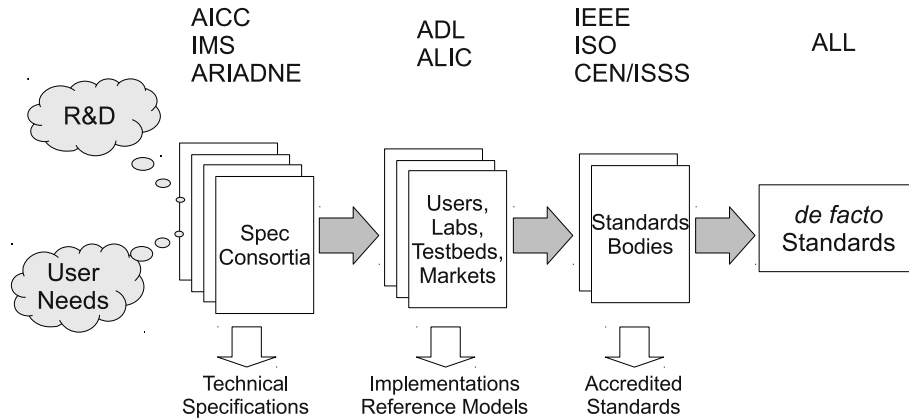 AICC
IMS
ARIADNE
ADL
ALIC
IEEE
ISO
CEN/ISSS
ALL
R&D
User
Needs
Spec
Consortia
Users,
Labs,
Testbeds,
Markets
Standards
Bodies
de facto
Standards
Technical
Specifications
Implementations
Reference Models
Accredited
Standards